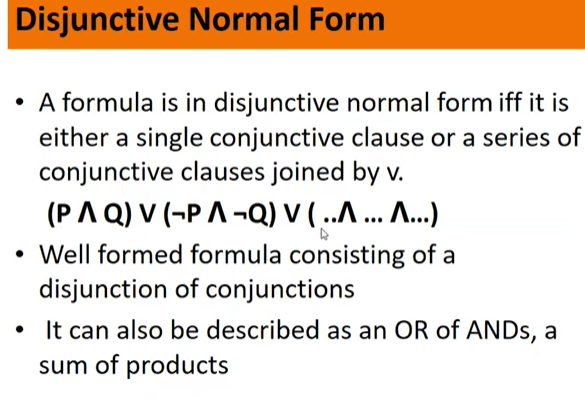 Disjunctive Normal Form
• A formula is in disjunctive normal form iff it is
either a single conjunctive clause or a series of
conjunctive clauses joined by v.
(P Λ Q) V (¬P Λ ¬Q) V ( ..Λ ... Λ...)
• Well formed formula consisting of a
disjunction of conjunctions
• It can also be described as an OR of ANDs, a
sum of products